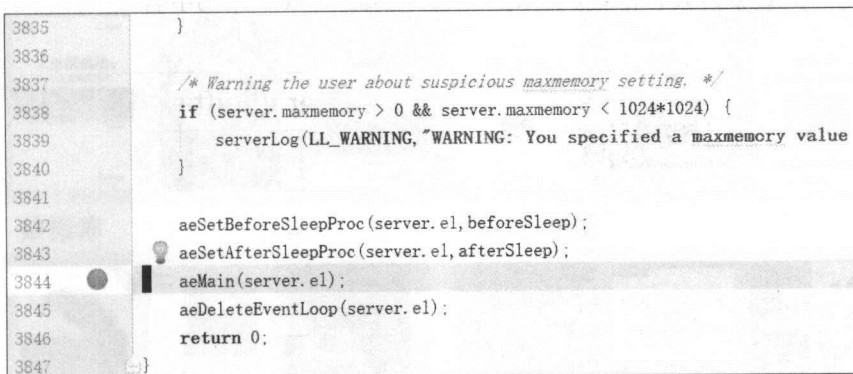 3835 }
3836
3837 /* Warning the user about suspicious maxmemory setting. */
3838 if (server.maxmemory > 0 && server.maxmemory < 1024*1024) {
3839 serverLog(LL_WARNING,"WARNING: You specified a maxmemory value
3840 }
3841
3842 aeSetBeforeSleepProc(server.el,beforeSleep);
3843 aeSetAfterSleepProc(server.el,afterSleep);
3844 aeMain(server.el);
3845 aeDeleteEventLoop(server.el);
3846 return 0;
3847 }